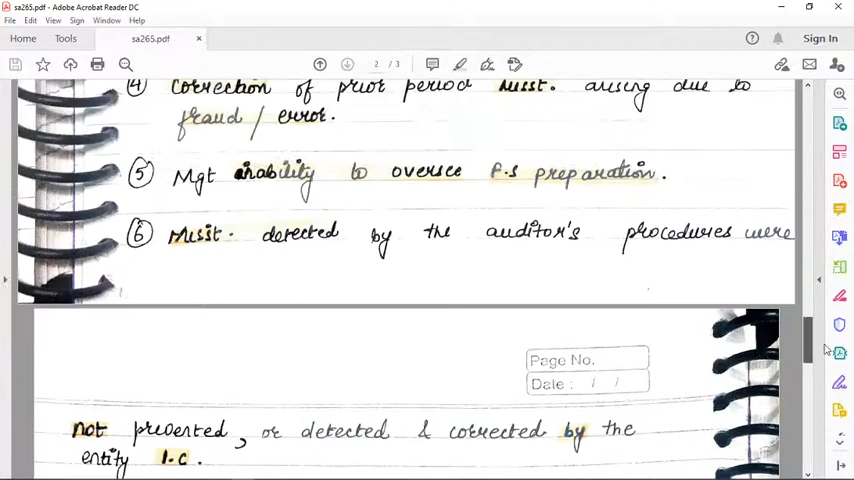 sa265.pdf - Adobe Acrobat Reader DC
File Edit View Sign Window Help
Home Tools sa265.pdf × Sign In
2 / 3
④ Correction of prior period Misst. arising due to
fraud / error.
⑤ Mgt inability to oversee F.S preparation.
⑥ Misst. detected by the auditor's procedures were
Page No.
Date : / /
not prevented, or detected & corrected by the
entity I.C.